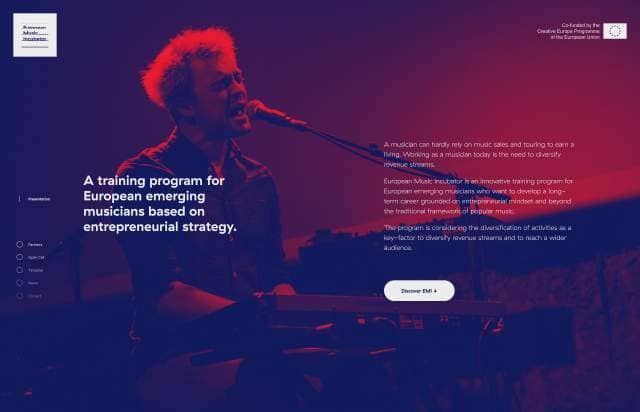 European
Music
Incubator
Co-funded by the
Creative Europe Programme
of the European Union
A training program for
European emerging
musicians based on
entrepreneurial strategy.
A musician can hardly rely on music sales and touring to earn a
living. Working as a musician today is the need to diversify
revenue streams.
European Music Incubator is an innovative training program for
European emerging musicians who want to develop a long-
term career grounded on entrepreneurial mindset and beyond
the traditional framework of popular music.
The program is considering the diversification of activities as a
key-factor to diversify revenue streams and to reach a wider
audience.
Discover EMI ↓
Presentation
Partners
Open Call
Timeline
News
Contact